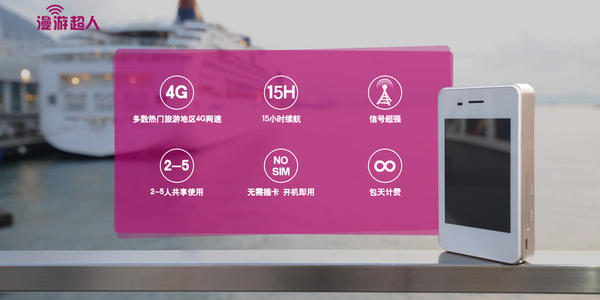 漫游超人
4G
15H
多数热门旅游地区4G网速
15小时续航
信号超强
2-5
NO
SIM
2-5人共享使用
无需插卡 开机即用
包天计费